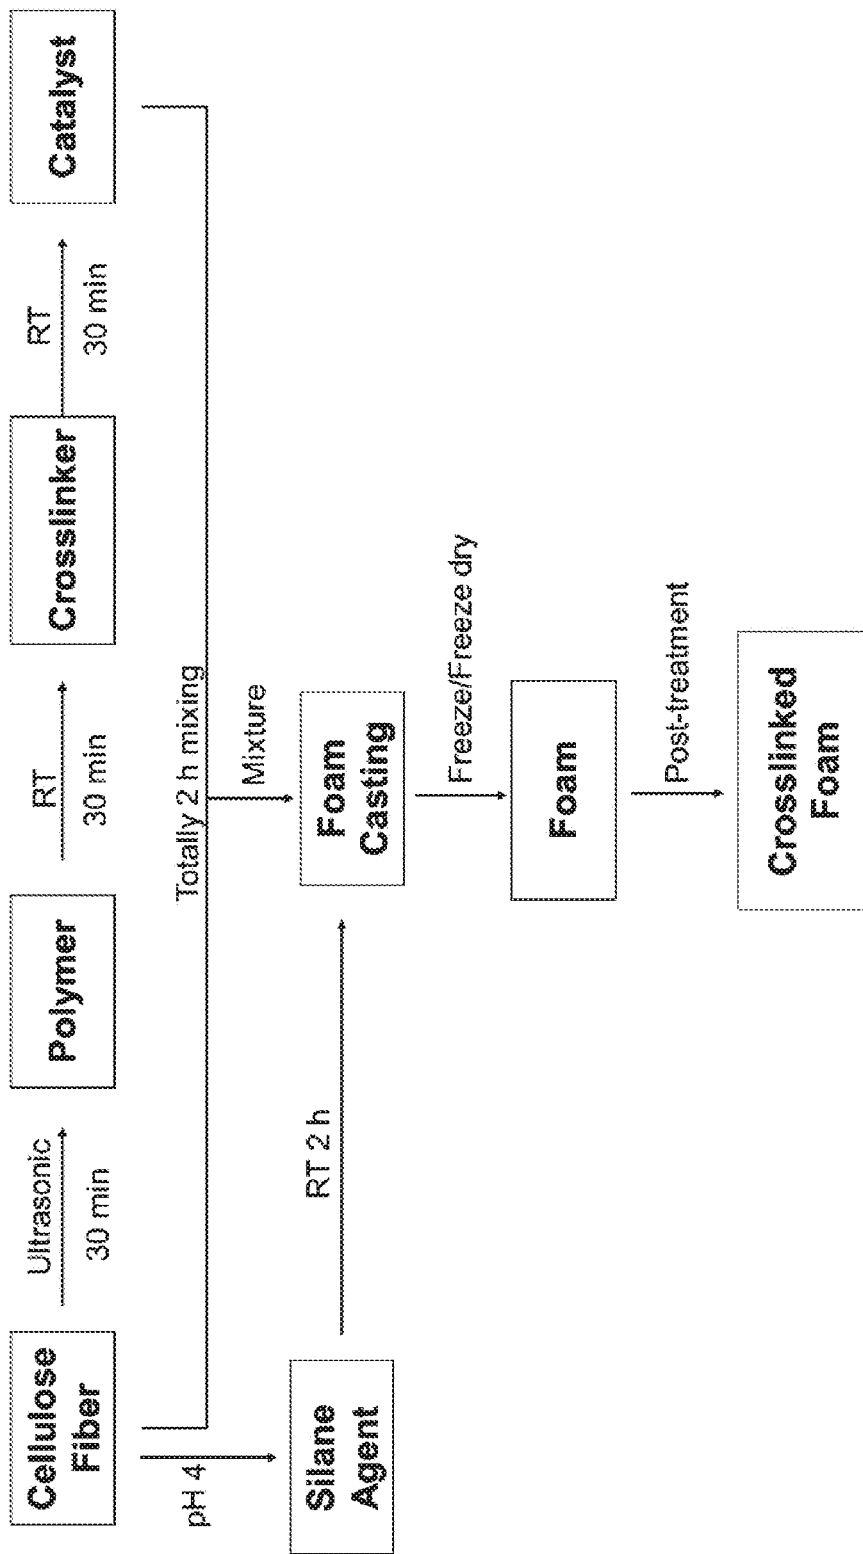 Cellulose
Fiber
Ultrasonic
30 min
Polymer
RT
30 min
Crosslinker
RT
30 min
Catalyst
pH 4
Totally 2 h mixing
Mixture
Silane
Agent
RT 2 h
Foam
Casting
Freeze/Freeze dry
Foam
Post-treatment
Crosslinked
Foam